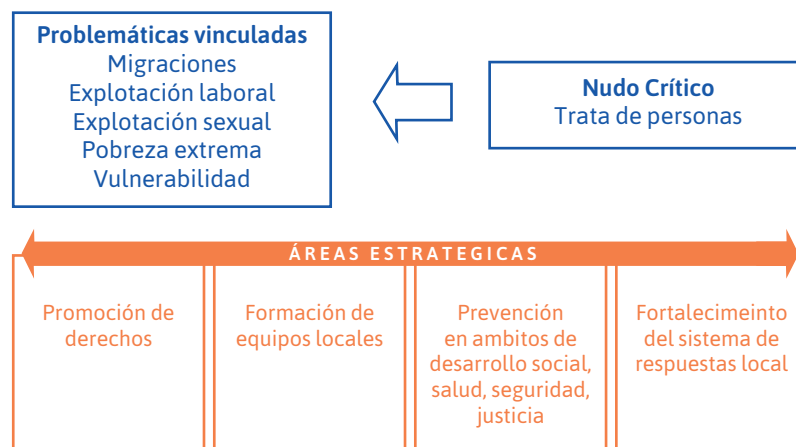 Problemáticas vinculadas
Migraciones
Explotación laboral
Explotación sexual
Pobreza extrema
Vulnerabilidad
Nudo Crítico
Trata de personas
ÁREAS ESTRATEGICAS
Promoción de
derechos
Formación de
equipos locales
Prevención
en ambitos de
desarrollo social,
salud, seguridad,
justicia
Fortalecimeinto
del sistema de
respuestas local